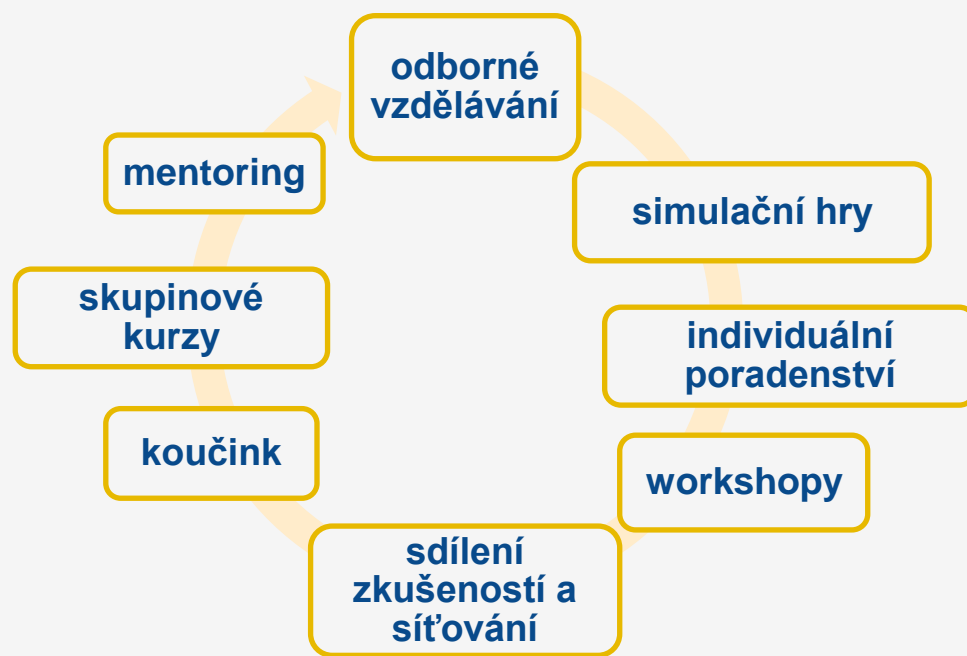 odborné
vzdělávání
simulační hry
individuální
poradenství
workshopy
sdílení
zkušeností a
síťování
koučink
skupinové
kurzy
mentoring